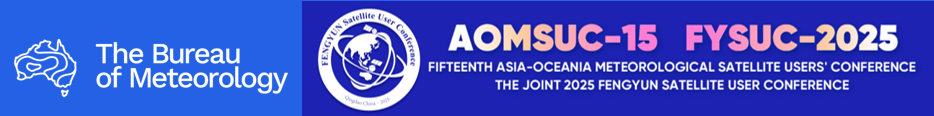 The Bureau
of Meteorology
FENGYUN Satellite User Conference
Qingdao China · 2025
AOMSUC-15 FYSUC-2025
FIFTEENTH ASIA-OCEANIA METEOROLOGICAL SATELLITE USERS' CONFERENCE
THE JOINT 2025 FENGYUN SATELLITE USER CONFERENCE